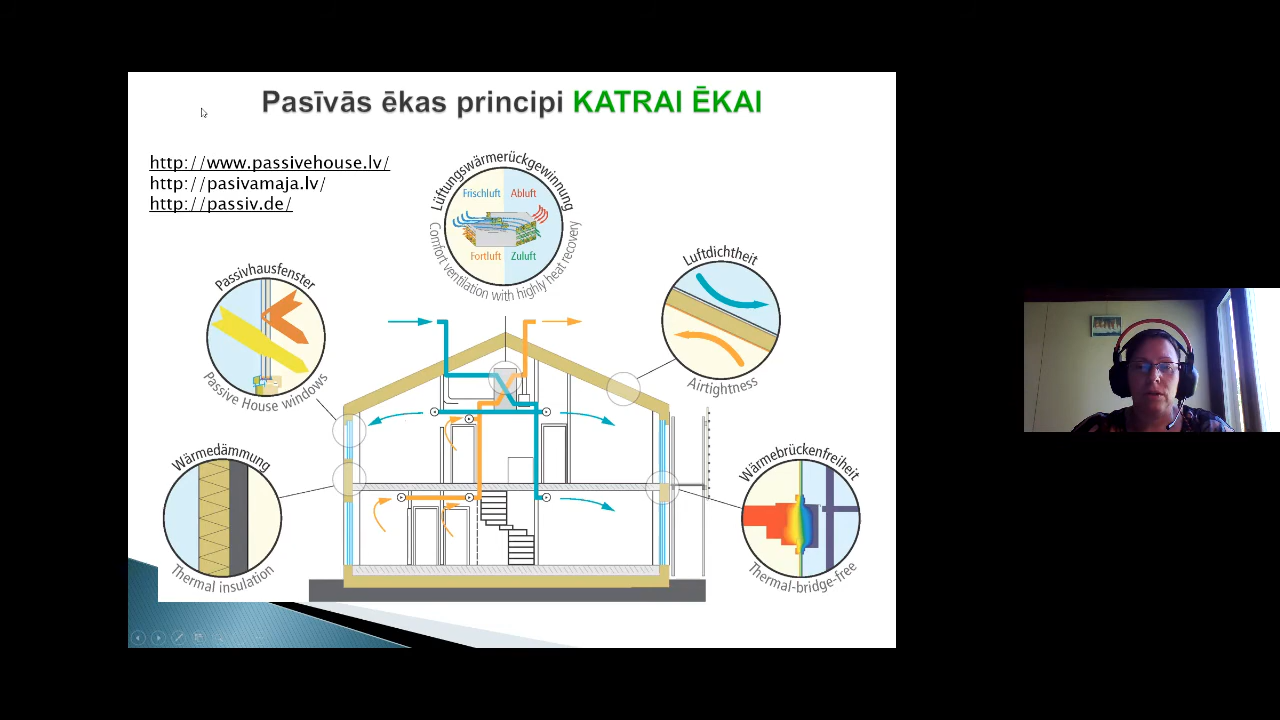 Pasīvās ēkas principi KATRAI ĒKAI
http://www.passivehouse.lv/
http://pasivamaja.lv/
http://passiv.de/
Lüftungswärmerückgewinnung
Frischluft Abluft
Fortluft Zuluft
Comfort ventilation with highly heat recovery
Passivhausfenster
Passive House windows
Luftdichtheit
Airtightness
Wärmedämmung
Thermal insulation
Wärmebrückenfreiheit
Thermal-bridge-free